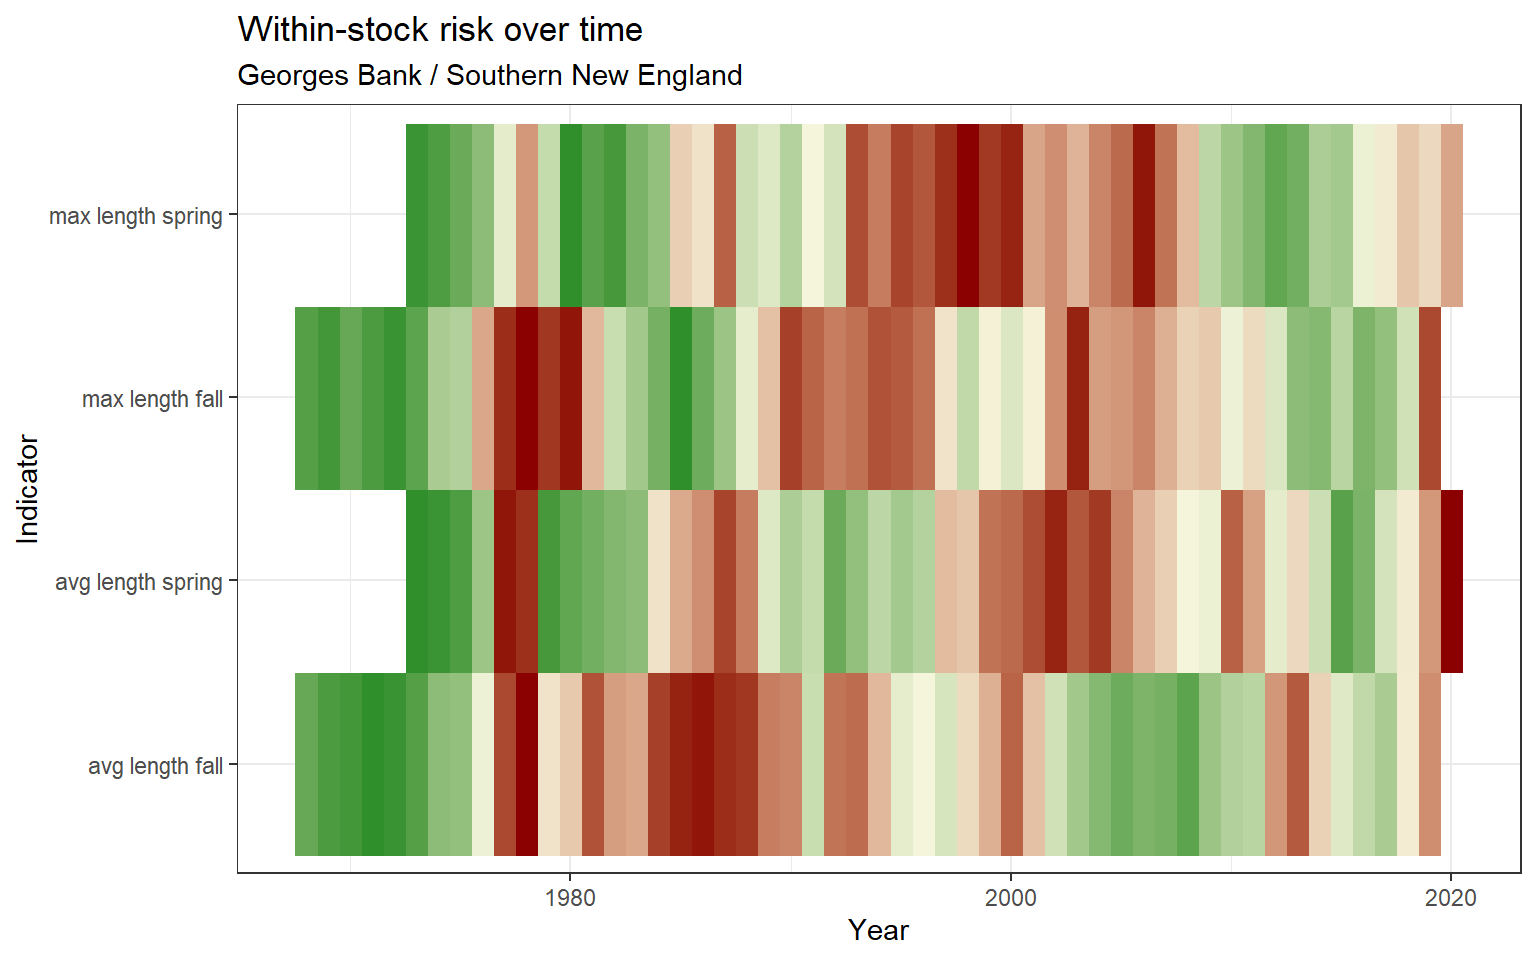 Within-stock risk over time
Georges Bank / Southern New England
Indicator
max length spring
max length fall
avg length spring
avg length fall
1980
2000
2020
Year